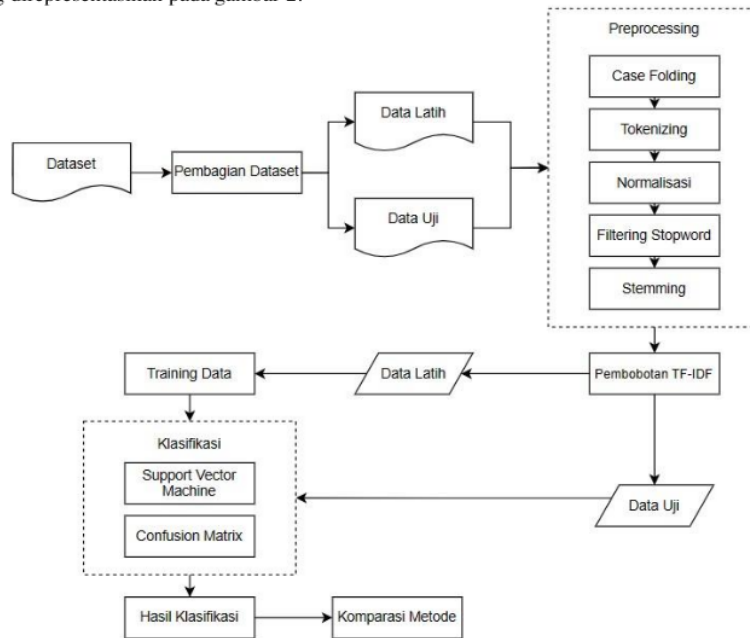 direpresentasikan pada gambar 2.
Preprocessing
Case Folding
Data Latih
Tokenizing
Dataset
Pembagian Dataset
Normalisasi
Data Uji
Filtering Stopword
Stemming
Training Data
Data Latih
Pembobotan TF-IDF
Klasifikasi
Support Vector
Machine
Data Uji
Confusion Matrix
Hasil Klasifikasi
Komparasi Metode